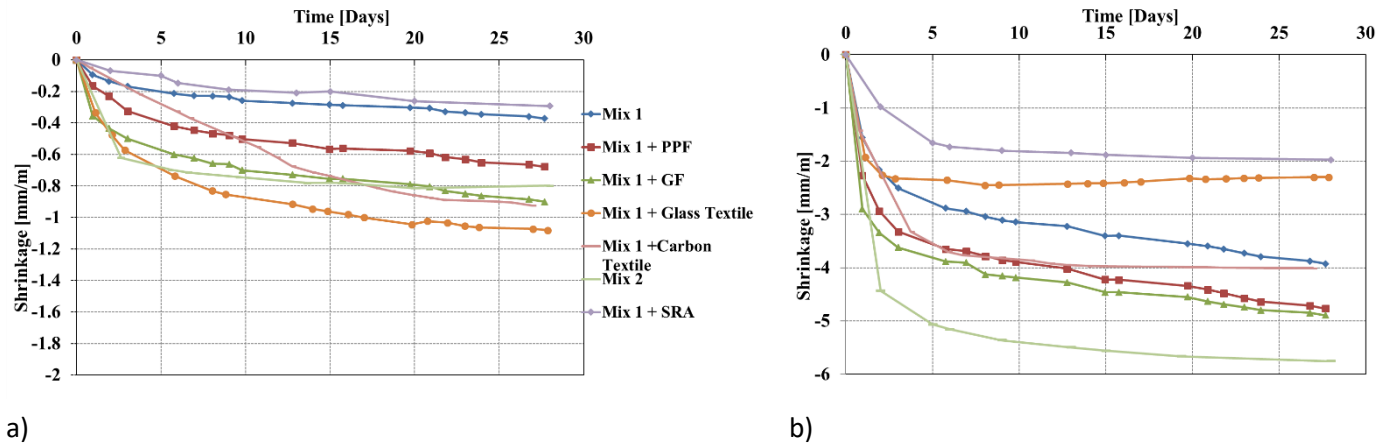 Time [Days]
0 5 10 15 20 25 30
Shrinkage [mm/m]
0
-0.2
-0.4
-0.6
-0.8
-1
-1.2
-1.4
-1.6
-1.8
-2
Mix 1
Mix 1 + PPF
Mix 1 + GF
Mix 1 + Glass Textile
Mix 1 +Carbon
Textile
Mix 2
Mix 1 + SRA
a)
Time [Days]
0 5 10 15 20 25 30
Shrinkage [mm/m]
0
-1
-2
-3
-4
-5
-6
b)